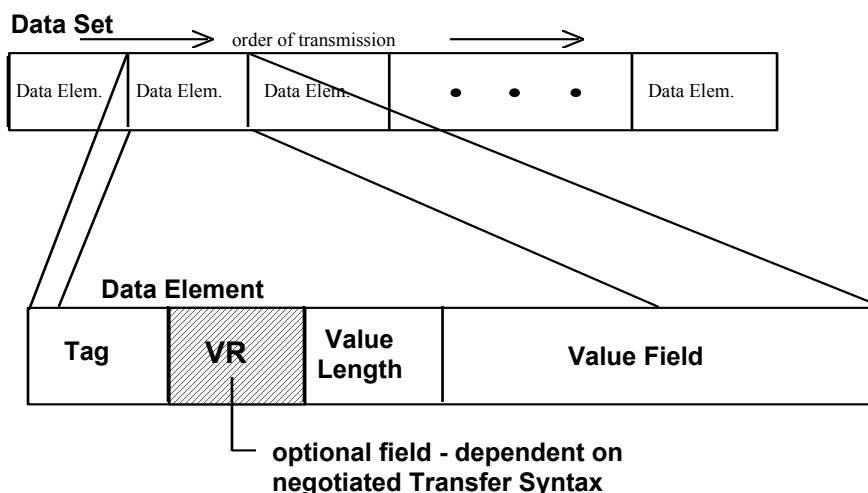 Data Set
order of transmission
Data Elem. Data Elem. Data Elem. • • • Data Elem.
Data Element
Tag VR Value Length Value Field
optional field - dependent on
negotiated Transfer Syntax